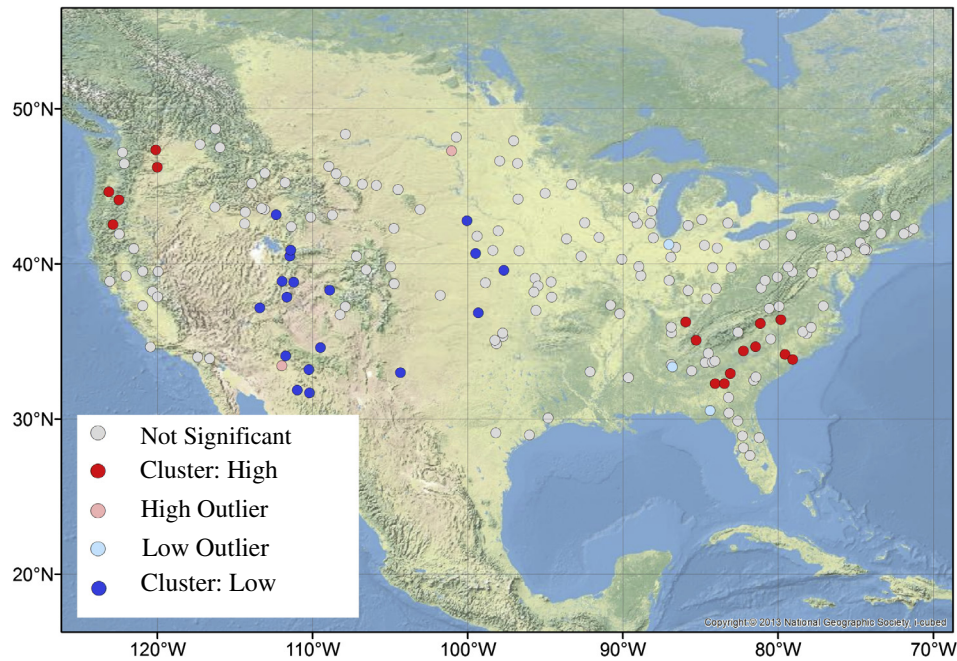 50°N
40°N
30°N
20°N
Not Significant
Cluster: High
High Outlier
Low Outlier
Cluster: Low
Copyright:© 2013 National Geographic Society, i-cubed
120°W 110°W 100°W 90°W 80°W 70°W